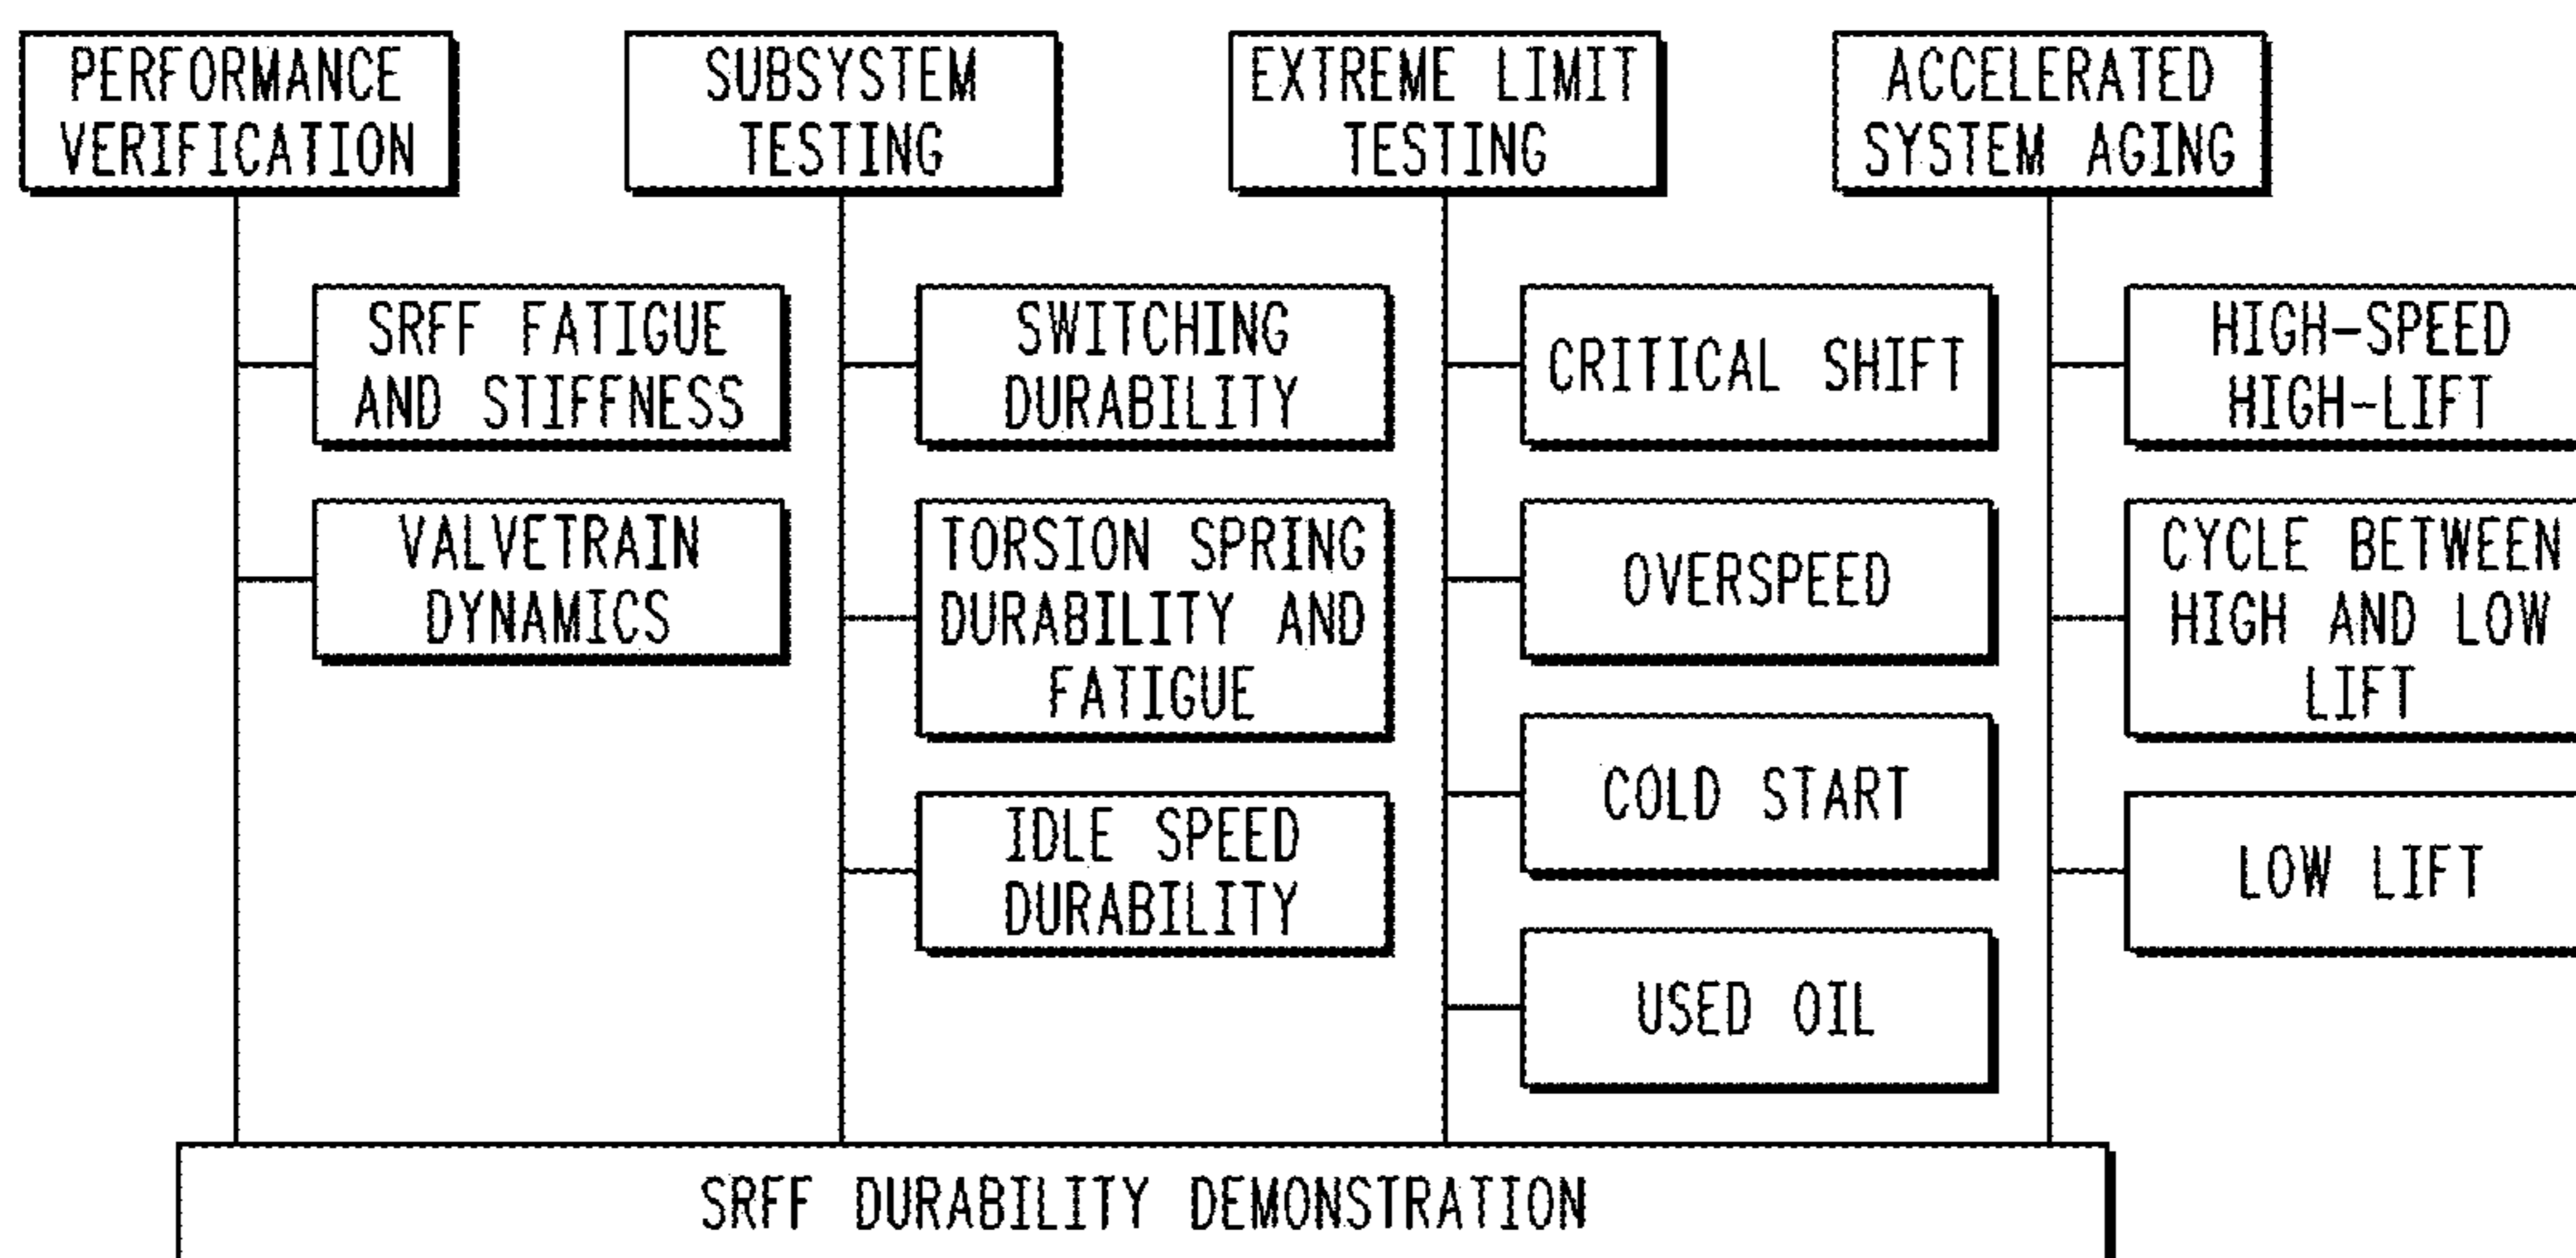 PERFORMANCE
VERIFICATION
SRFF FATIGUE
AND STIFFNESS
VALVETRAIN
DYNAMICS
SUBSYSTEM
TESTING
SWITCHING
DURABILITY
TORSION SPRING
DURABILITY AND
FATIGUE
IDLE SPEED
DURABILITY
EXTREME LIMIT
TESTING
CRITICAL SHIFT
OVERSPEED
COLD START
USED OIL
ACCELERATED
SYSTEM AGING
HIGH-SPEED
HIGH-LIFT
CYCLE BETWEEN
HIGH AND LOW
LIFT
LOW LIFT
SRFF DURABILITY DEMONSTRATION